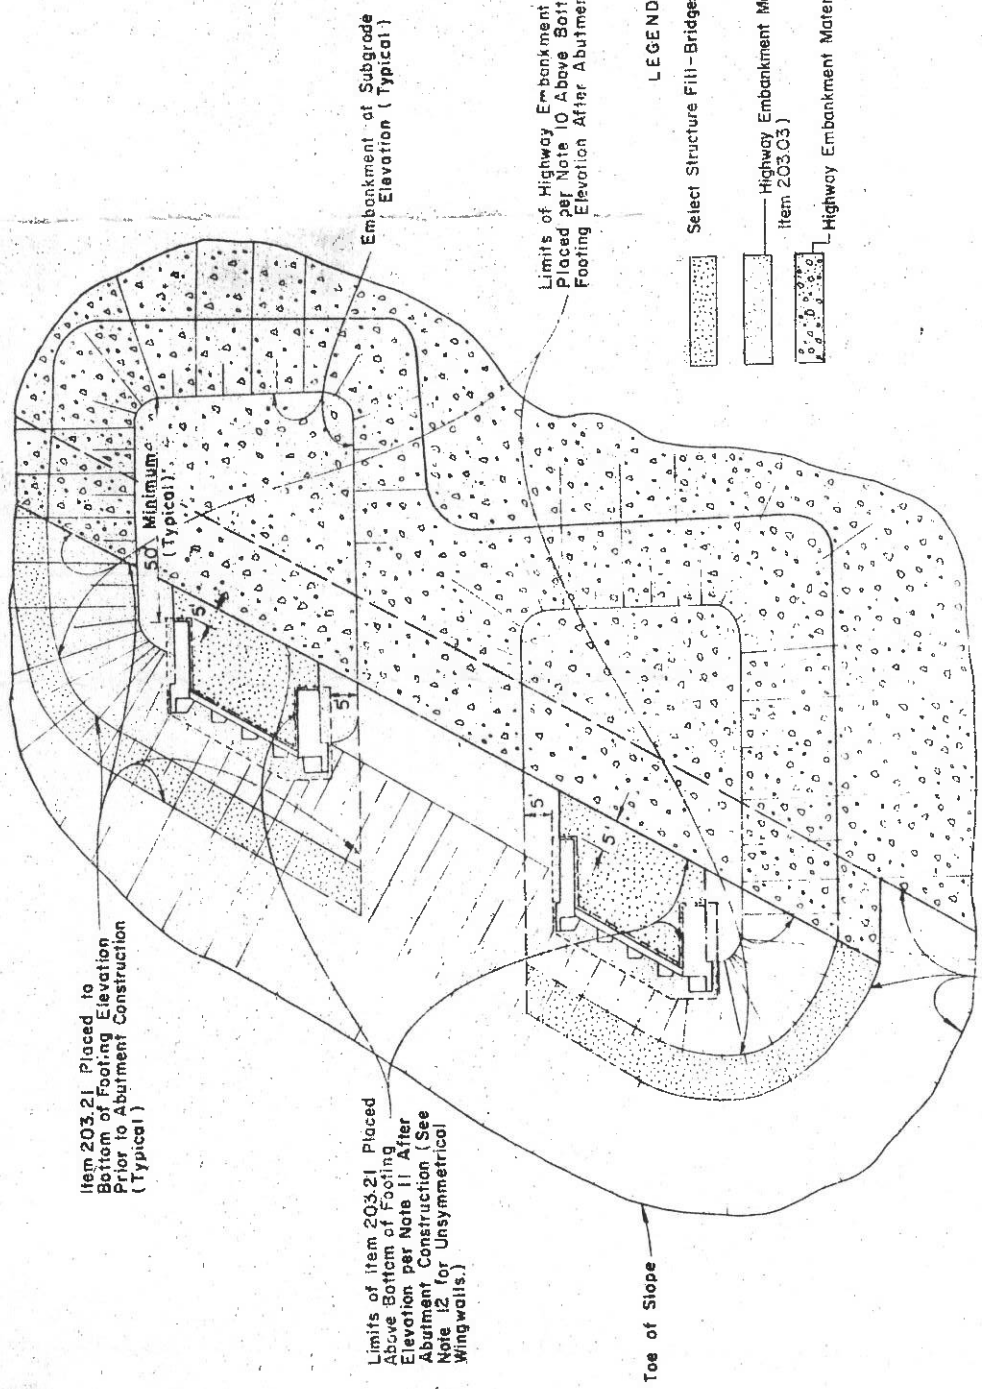 Item 203.21 Placed to
Bottom of Footing Elevation
Prior to Abutment Construction
(Typical)
Limits of Item 203.21 Placed
Above Bottom of Footing
Elevation per Note 11 After
Abutment Construction (See
Note 12 for Unsymmetrical
Wingwalls.)
Toe of Slope
50' Minimum
(Typical)
5'
5'
5'
5'
Embankment at Subgrade
Elevation (Typical)
Limits of Highway Embankment
Placed per Note 10 Above Bott
Footing Elevation After Abutmen
LEGEND
Select Structure Fill-Bridges
Highway Embankment M
Item 203.03)
Highway Embankment Mater